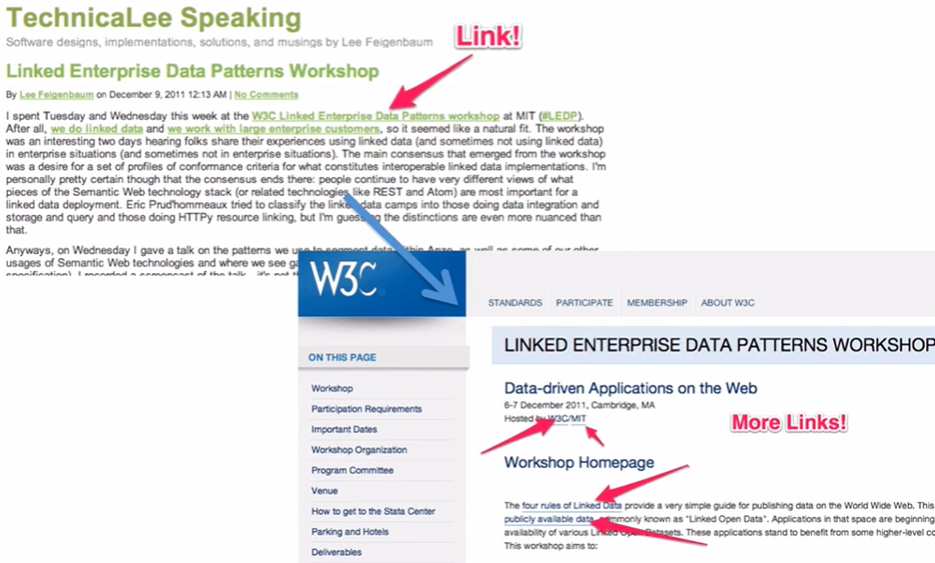 TechnicaLee Speaking
Software designs, implementations, solutions, and musings by Lee Feigenbaum
Link!
Linked Enterprise Data Patterns Workshop
By Lee Feigenbaum on December 9, 2011 12:13 AM | No Comments
I spent Tuesday and Wednesday this week at the W3C Linked Enterprise Data Patterns workshop at MIT (#LEDP).
After all, we do linked data and we work with large enterprise customers, so it seemed like a natural fit. The workshop
was an interesting two days hearing folks share their experiences using linked data (and sometimes not using linked data)
in enterprise situations (and sometimes not in enterprise situations). The main consensus that emerged from the workshop
was a desire for a set of profiles of conformance criteria for what constitutes interoperable linked data implementations. I'm
personally pretty certain though that the consensus ends there: people continue to have very different views of what
pieces of the Semantic Web technology stack (or related technologies like REST and Atom) are most important for a
linked data deployment. Eric Prud'hommeaux tried to classify the linked data camps into those doing data integration and
storage and query and those doing HTTPy resource linking, but I'm guessing the distinctions are even more nuanced than
that.
Anyways, on Wednesday I gave a talk on the patterns we use to segment data within Anzo, as well as some of our other
usages of Semantic Web technologies and where we see
specification). I recorded a screencast of the talk
W3C
STANDARDS PARTICIPATE MEMBERSHIP ABOUT W3C
ON THIS PAGE
Workshop
Participation Requirements
Important Dates
Workshop Organization
Program Committee
Venue
How to get to the Stata Center
Parking and Hotels
Deliverables
LINKED ENTERPRISE DATA PATTERNS WORKSHOP
Data-driven Applications on the Web
6-7 December 2011, Cambridge, MA
Hosted by W3C/MIT
More Links!
Workshop Homepage
The four rules of Linked Data provide a very simple guide for publishing data on the World Wide Web. This
publicly available data, commonly known as "Linked Open Data". Applications in that space are beginning
availability of various Linked Open Datasets. These applications stand to benefit from some higher-level
This workshop aims to: